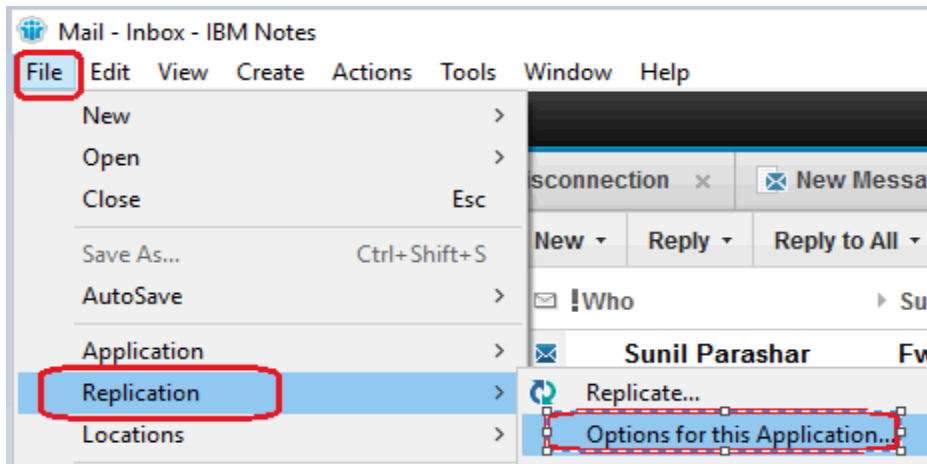 Mail - Inbox - IBM Notes
File Edit View Create Actions Tools Window Help
New
Open
isconnection × New Messa
Close Esc
New Reply Reply to All
Save As... Ctrl+Shift+S
AutoSave
!Who Su
Application
Sunil Parashar Fw
Replication
Replicate...
Locations
Options for this Application...